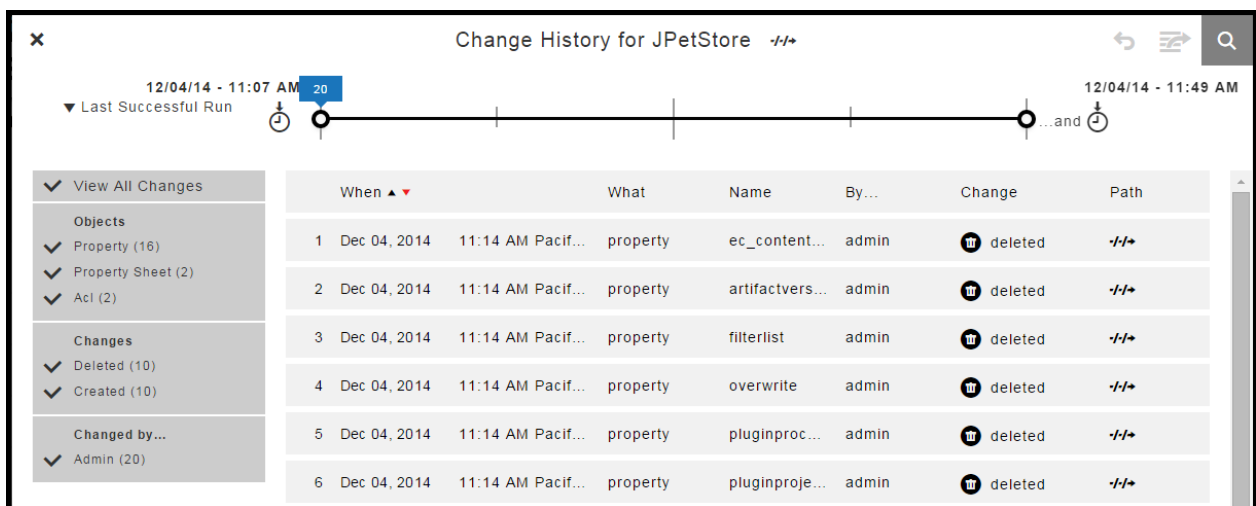 Change History for JPetStore
12/04/14 - 11:07 AM 20 12/04/14 - 11:49 AM
Last Successful Run ...and
View All Changes
Objects
Property (16)
Property Sheet (2)
Acl (2)
Changes
Deleted (10)
Created (10)
Changed by...
Admin (20)
When What Name By... Change Path
1 Dec 04, 2014 11:14 AM Pacif... property ec_content... admin deleted
2 Dec 04, 2014 11:14 AM Pacif... property artifactvers... admin deleted
3 Dec 04, 2014 11:14 AM Pacif... property filterlist admin deleted
4 Dec 04, 2014 11:14 AM Pacif... property overwrite admin deleted
5 Dec 04, 2014 11:14 AM Pacif... property pluginproc... admin deleted
6 Dec 04, 2014 11:14 AM Pacif... property pluginproje... admin deleted